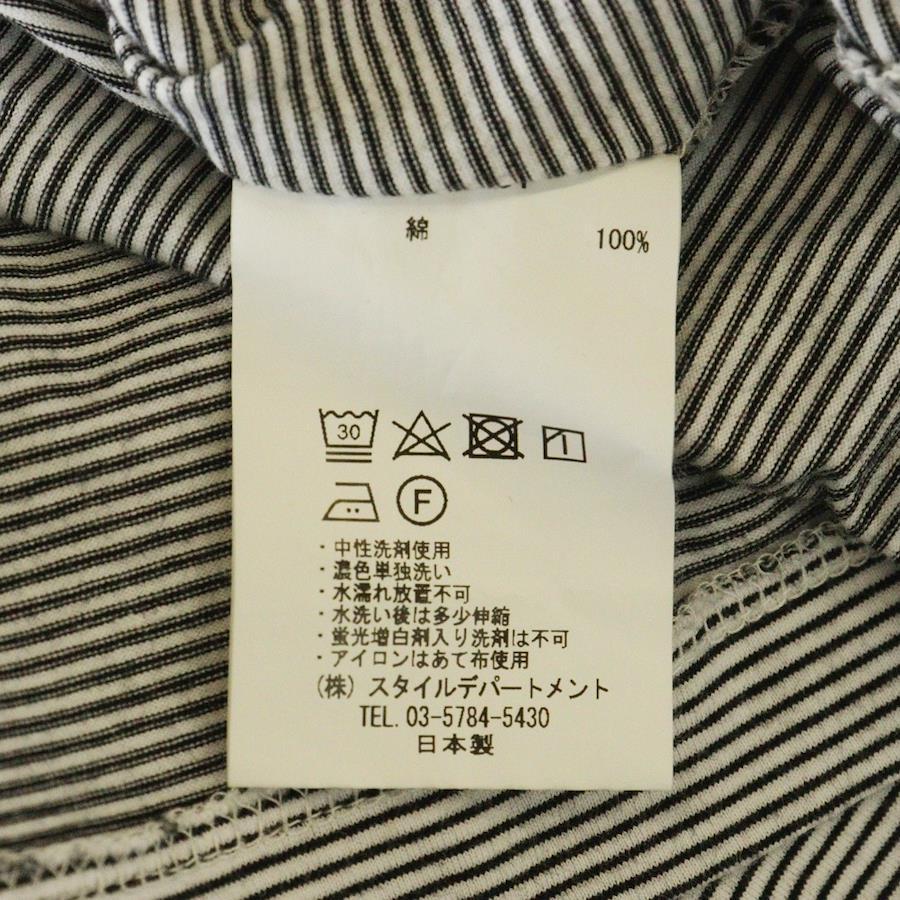 綿 100%
30
F
・中性洗剤使用
・濃色単独洗い
・水濡れ放置不可
・水洗い後は多少伸縮
・蛍光増白剤入り洗剤は不可
・アイロンはあて布使用
(株) スタイルデパートメント
TEL. 03-5784-5430
日本製